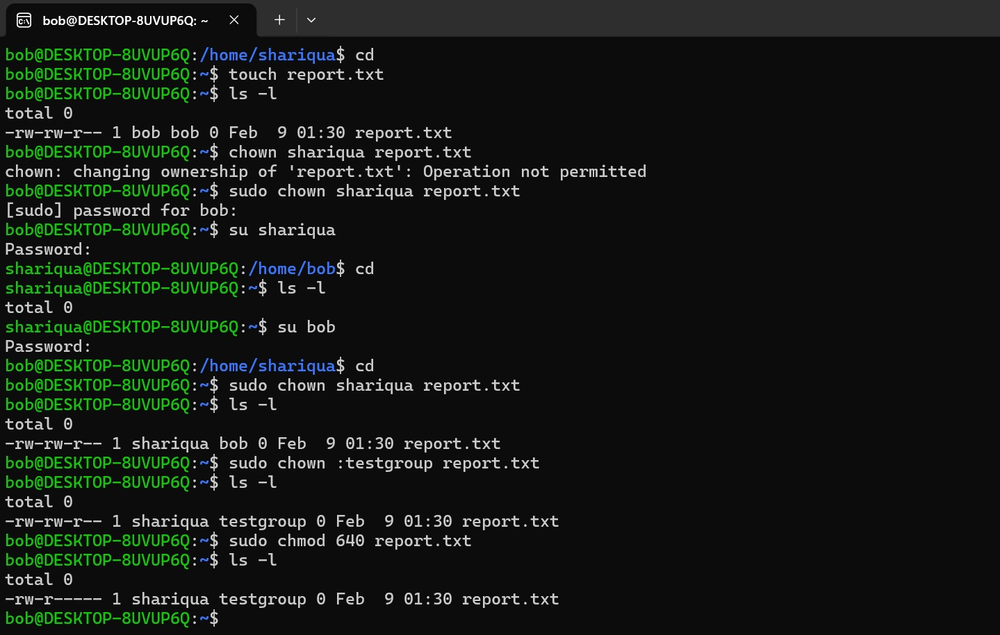 bob@DESKTOP-8UVUP6Q: ~
bob@DESKTOP-8UVUP6Q:/home/shariqua$ cd
bob@DESKTOP-8UVUP6Q:~$ touch report.txt
bob@DESKTOP-8UVUP6Q:~$ ls -l
total 0
-rw-rw-r-- 1 bob bob 0 Feb  9 01:30 report.txt
bob@DESKTOP-8UVUP6Q:~$ chown shariqua report.txt
chown: changing ownership of 'report.txt': Operation not permitted
bob@DESKTOP-8UVUP6Q:~$ sudo chown shariqua report.txt
[sudo] password for bob:
bob@DESKTOP-8UVUP6Q:~$ su shariqua
Password:
shariqua@DESKTOP-8UVUP6Q:/home/bob$ cd
shariqua@DESKTOP-8UVUP6Q:~$ ls -l
total 0
shariqua@DESKTOP-8UVUP6Q:~$ su bob
Password:
bob@DESKTOP-8UVUP6Q:/home/shariqua$ cd
bob@DESKTOP-8UVUP6Q:~$ sudo chown shariqua report.txt
bob@DESKTOP-8UVUP6Q:~$ ls -l
total 0
-rw-rw-r-- 1 shariqua bob 0 Feb  9 01:30 report.txt
bob@DESKTOP-8UVUP6Q:~$ sudo chown :testgroup report.txt
bob@DESKTOP-8UVUP6Q:~$ ls -l
total 0
-rw-rw-r-- 1 shariqua testgroup 0 Feb  9 01:30 report.txt
bob@DESKTOP-8UVUP6Q:~$ sudo chmod 640 report.txt
bob@DESKTOP-8UVUP6Q:~$ ls -l
total 0
-rw-r----- 1 shariqua testgroup 0 Feb  9 01:30 report.txt
bob@DESKTOP-8UVUP6Q:~$